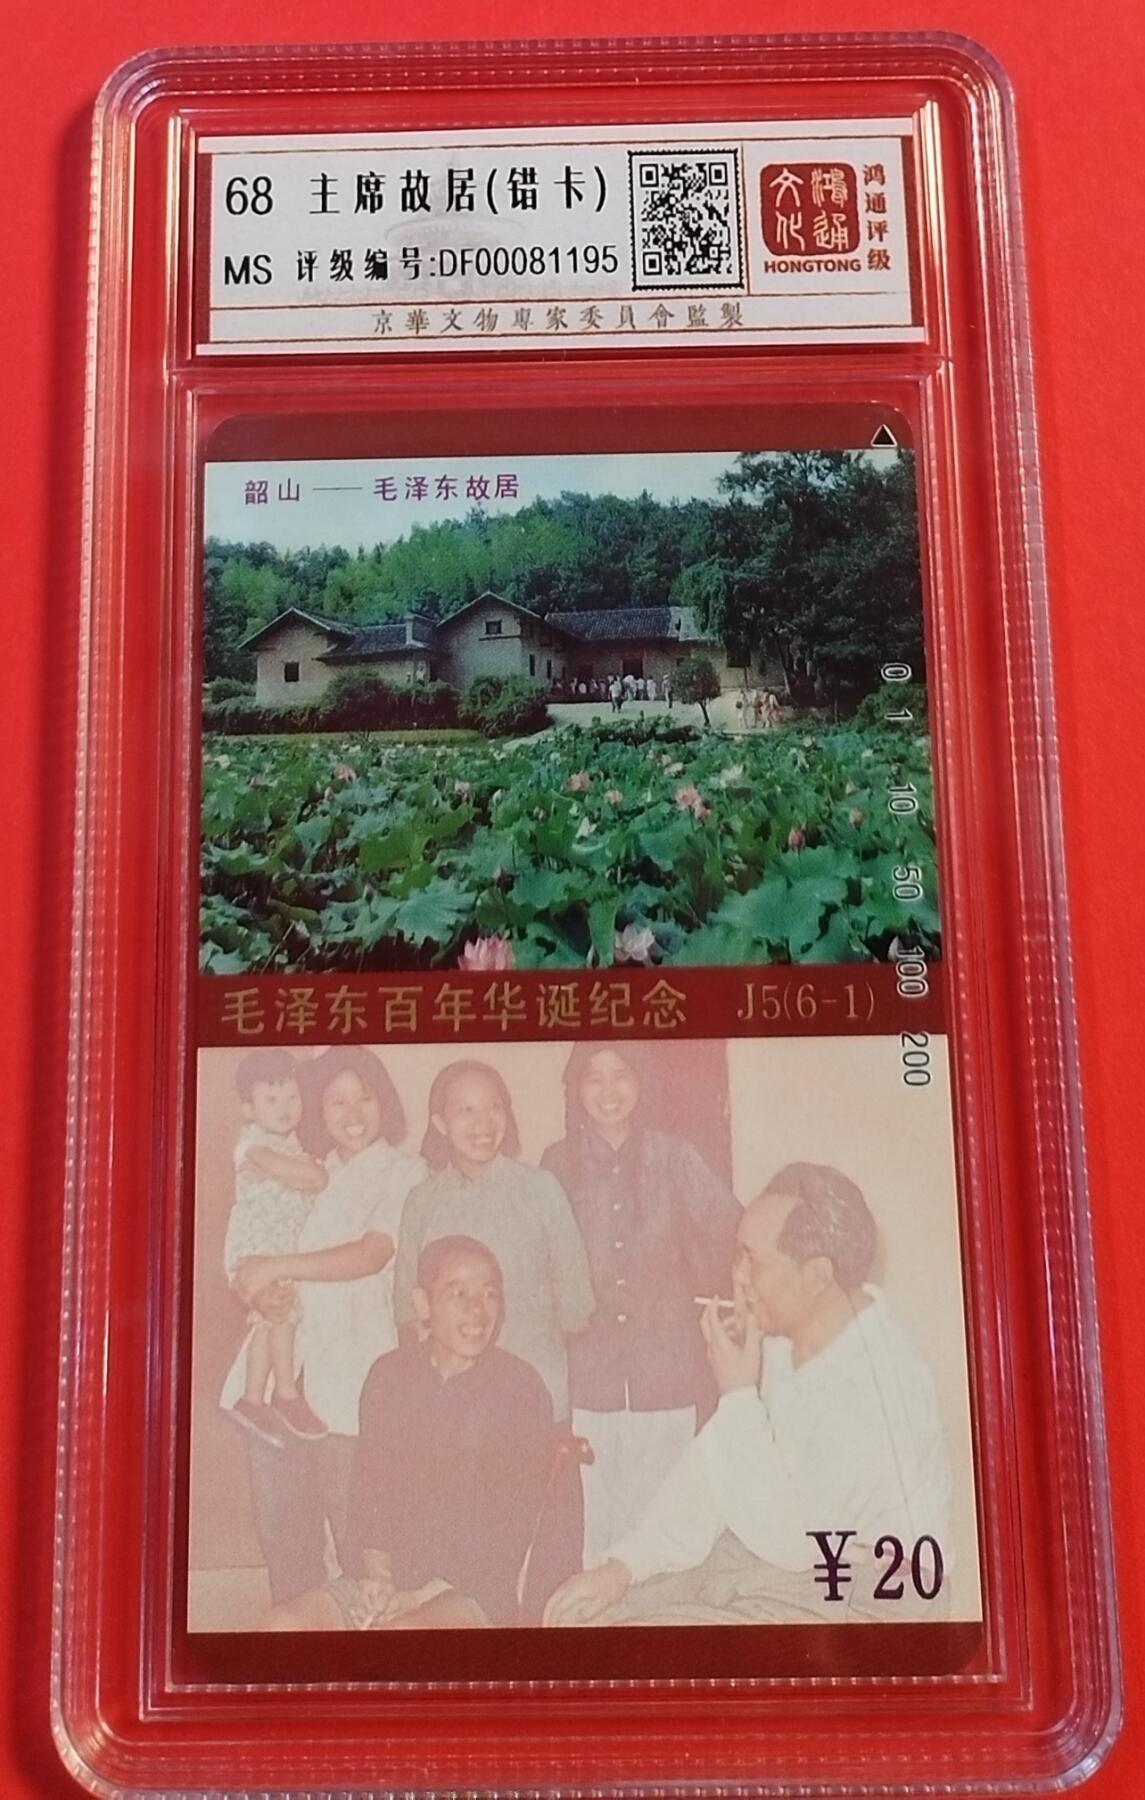 68 主席故居(错卡)
MS 评级编号:DF00081195
文化 鸿通
HONGTONG
鸿通评级
京華文物專家委員會監製
韶山——毛泽东故居
0 1 10 50 100 200
毛泽东百年华诞纪念 J5(6-1)
¥20